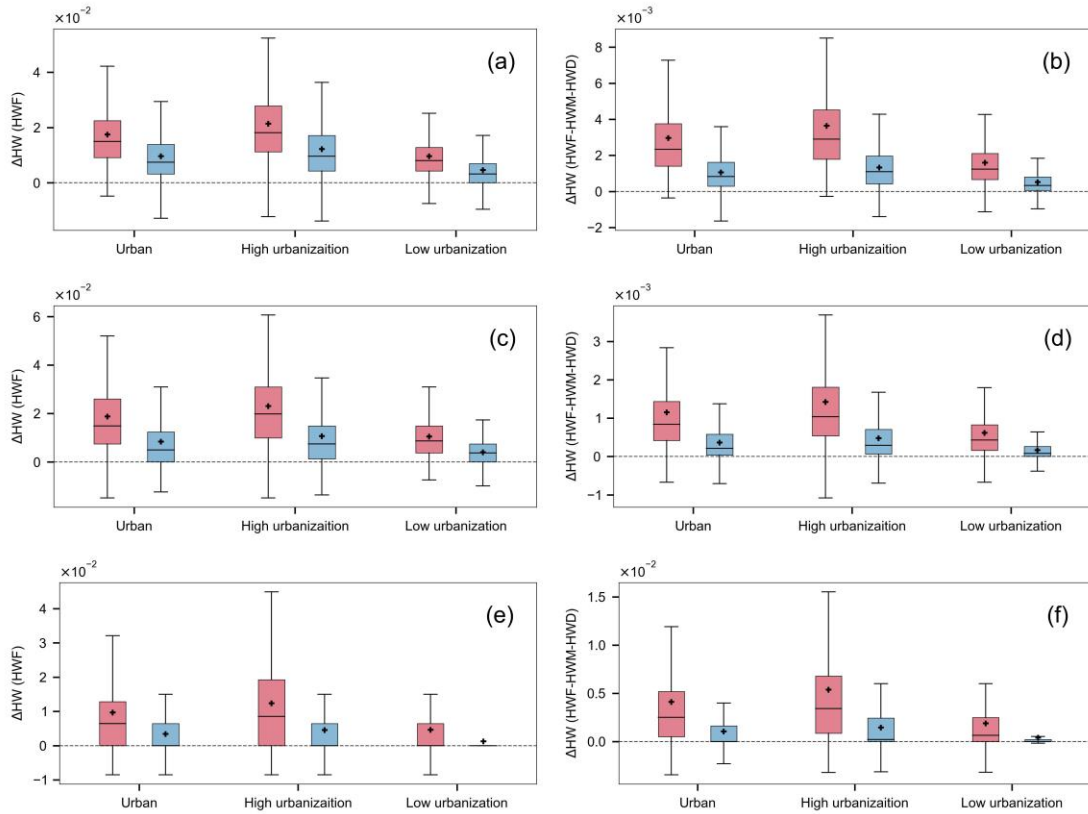 ×10⁻²
(a)
ΔHW (HWF)
4
2
0
Urban
High urbanizaition
Low urbanization
×10⁻³
(b)
ΔHW (HWF-HWM-HWD)
8
6
4
2
0
−2
Urban
High urbanizaition
Low urbanization
×10⁻²
(c)
ΔHW (HWF)
6
4
2
0
Urban
High urbanizaition
Low urbanization
×10⁻³
(d)
ΔHW (HWF-HWM-HWD)
3
2
1
0
−1
Urban
High urbanizaition
Low urbanization
×10⁻²
(e)
ΔHW (HWF)
4
3
2
1
0
−1
Urban
High urbanizaition
Low urbanization
×10⁻²
(f)
ΔHW (HWF-HWM-HWD)
1.5
1.0
0.5
0.0
Urban
High urbanizaition
Low urbanization